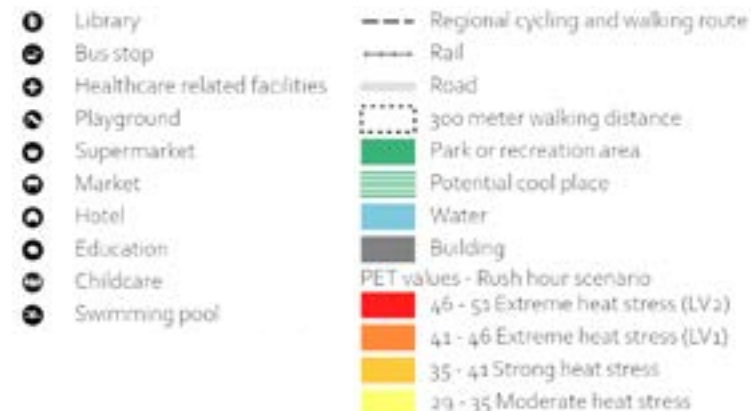 Library
Bus stop
Healthcare related facilities
Playground
Supermarket
Market
Hotel
Education
Childcare
Swimming pool
Regional cycling and walking route
Rail
Road
300 meter walking distance
Park or recreation area
Potential cool place
Water
Building
PET values - Rush hour scenario
46 - 51 Extreme heat stress (LV2)
41 - 46 Extreme heat stress (LV1)
35 - 41 Strong heat stress
29 - 35 Moderate heat stress